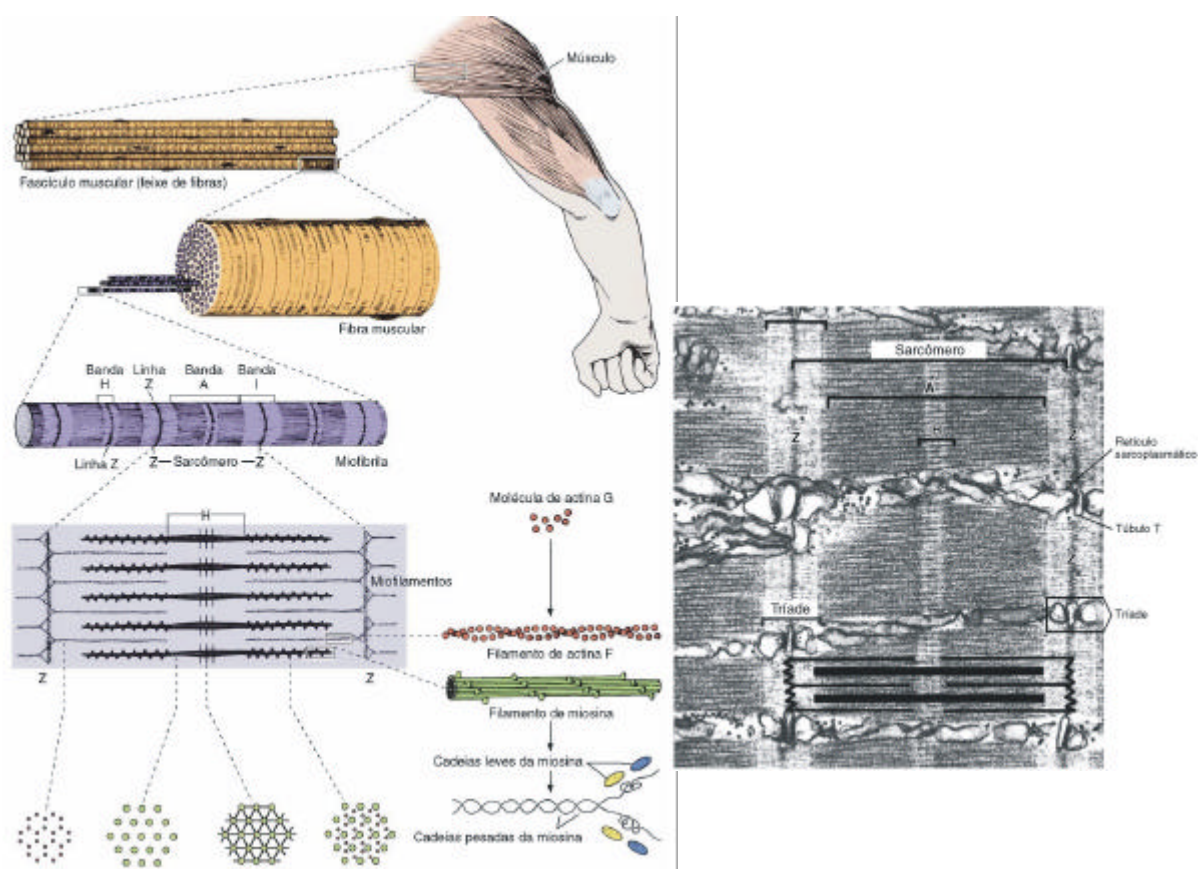 Músculo
Fascículo muscular (feixe de fibras)
Fibra muscular
Banda
H
Linha
Z
Banda
A
Banda
I
Linha Z
Z—Sarcômero—Z
Miofibrila
H
Miofilamentos
Z
Z
Molécula de actina G
Filamento de actina F
Filamento de miosina
Cadeias leves da miosina
Cadeias pesadas da miosina
Sarcômero
A
Z
H
Z
Retículo
sarcoplasmático
Túbulo T
Tríade
Tríade